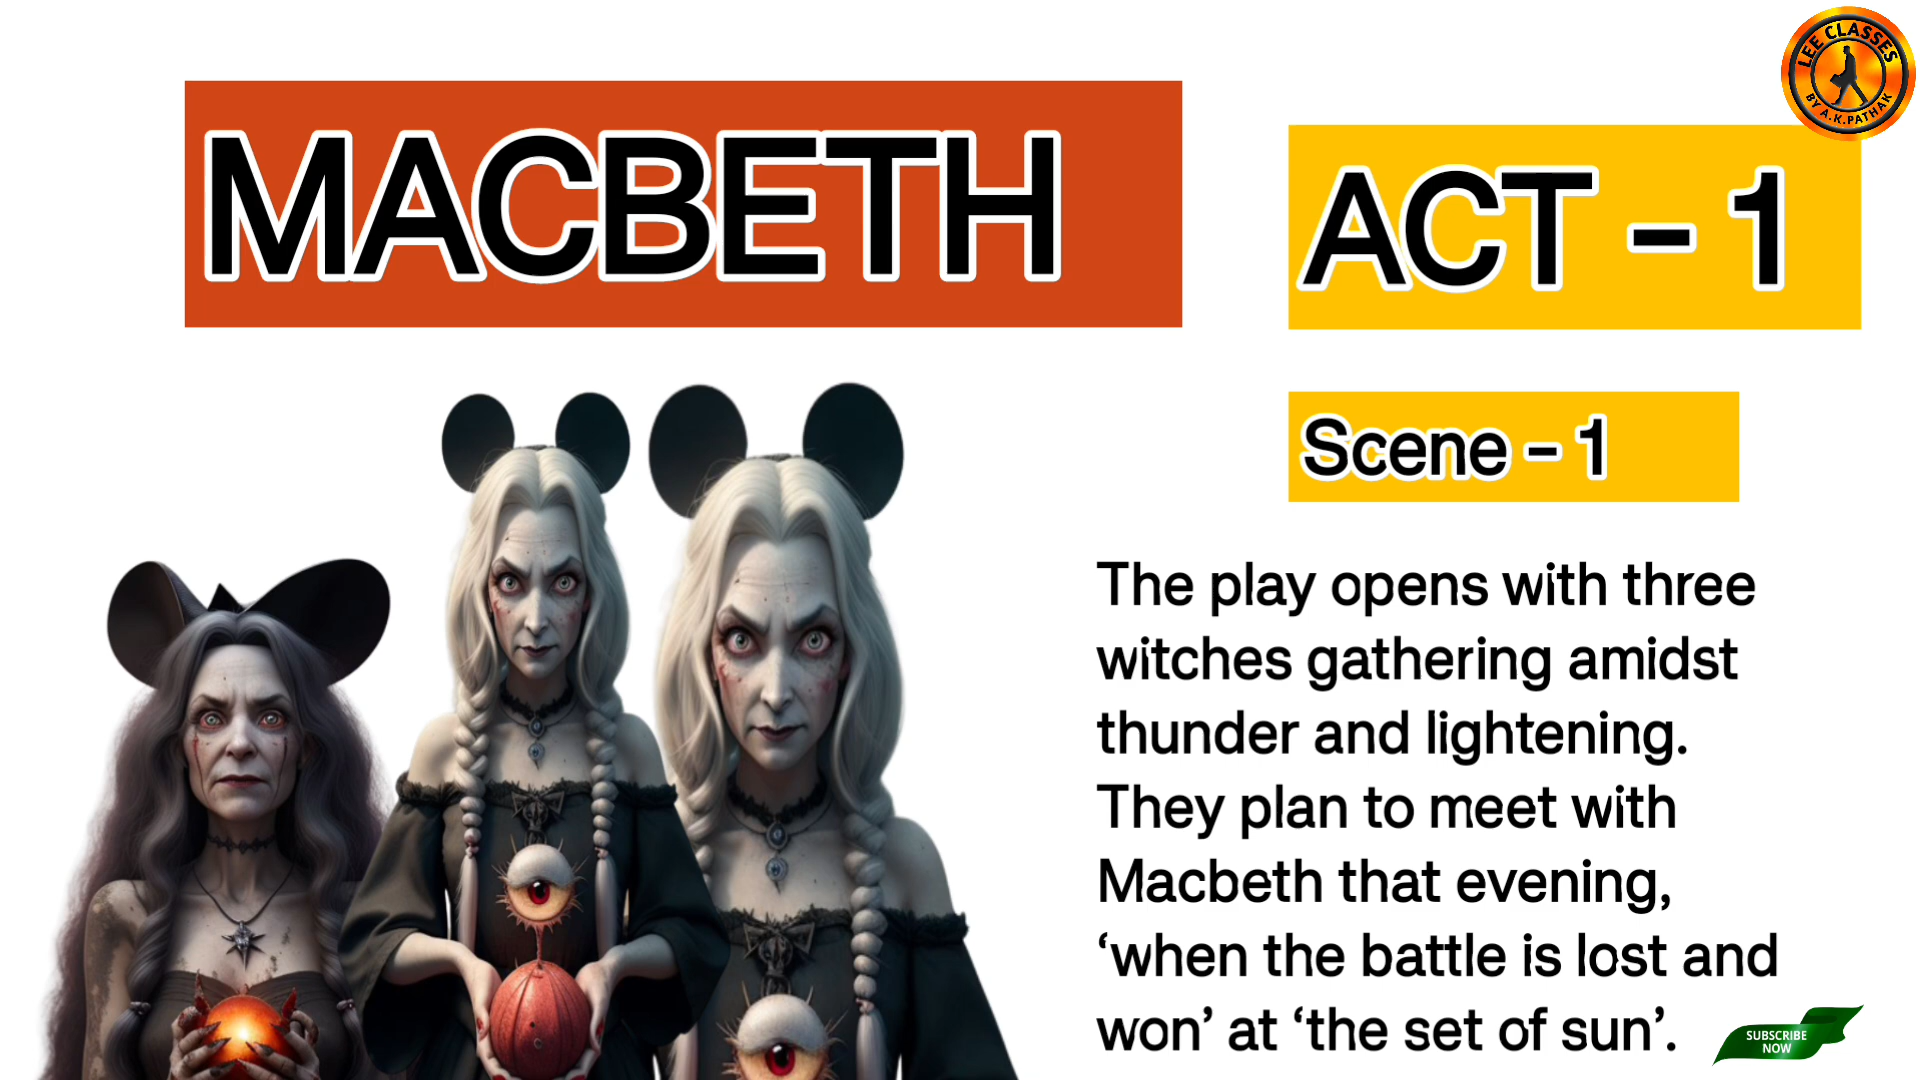 LEE CLASSES
BY A.K.PATHAK
MACBETH
ACT – 1
Scene – 1
The play opens with three
witches gathering amidst
thunder and lightening.
They plan to meet with
Macbeth that evening,
‘when the battle is lost and
won’ at ‘the set of sun’.
SUBSCRIBE
NOW